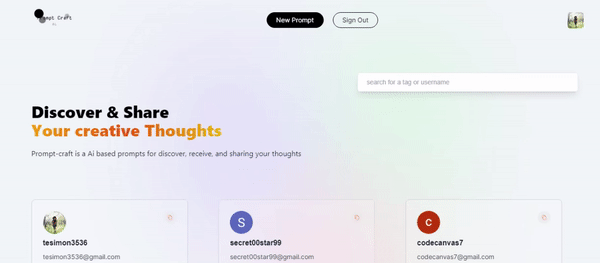 Prompt Craft
New Prompt
Sign Out
search for a tag or username
Discover & Share
Your creative Thoughts
Prompt-craft is a Ai based prompts for discover, receive, and sharing your thoughts
tesimon3536
tesimon3536@gmail.com
S
secret00star99
secret00star99@gmail.com
C
codecanvas7
codecanvas7@gmail.com